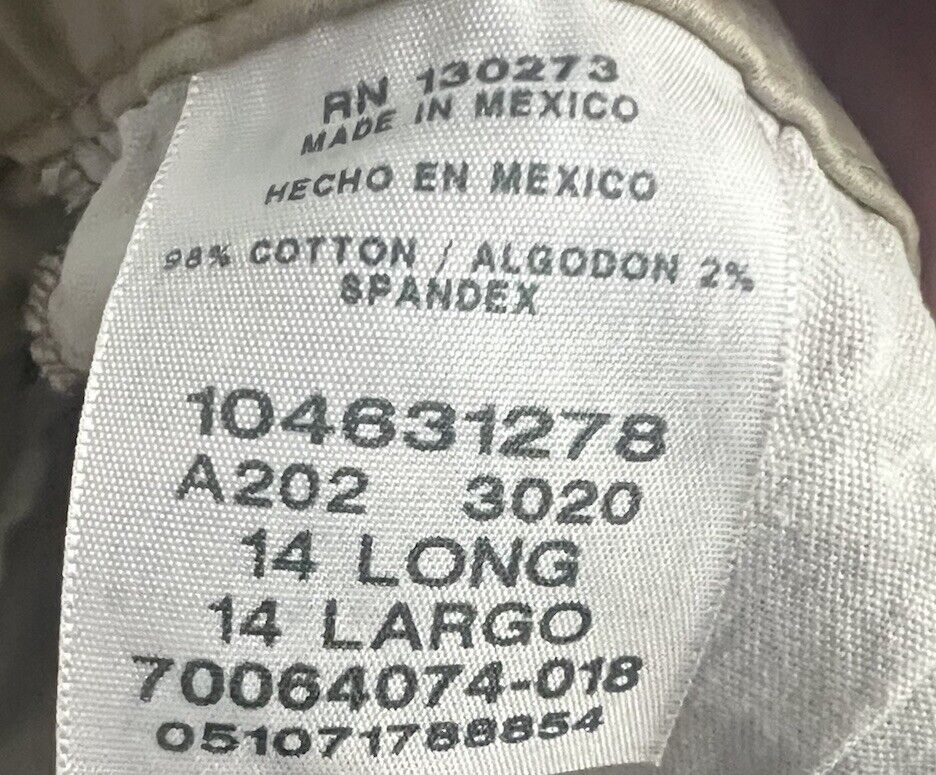 RN 130273
MADE IN MEXICO
HECHO EN MEXICO
98% COTTON / ALGODON 2%
SPANDEX
104631278
A202 3020
14 LONG
14 LARGO
70064074-018
051071788854